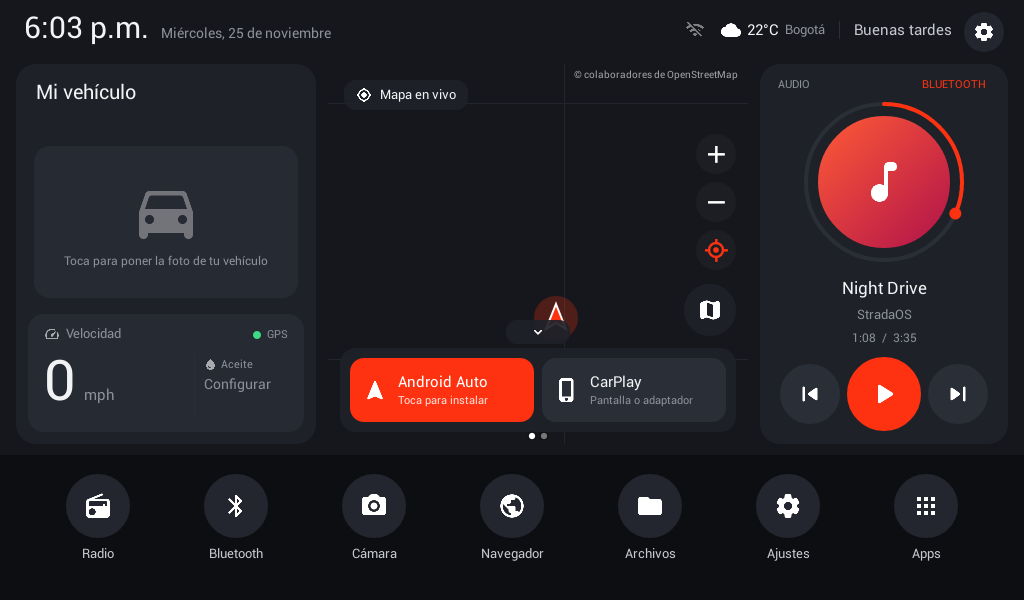 6:03 p.m.
Miércoles, 25 de noviembre
22°C Bogotá
Buenas tardes
Mi vehículo
Toca para poner la foto de tu vehículo
Velocidad
GPS
0 mph
Aceite
Configurar
© colaboradores de OpenStreetMap
Mapa en vivo
Android Auto
Toca para instalar
CarPlay
Pantalla o adaptador
AUDIO
BLUETOOTH
Night Drive
StradaOS
1:08 / 3:35
Radio
Bluetooth
Cámara
Navegador
Archivos
Ajustes
Apps